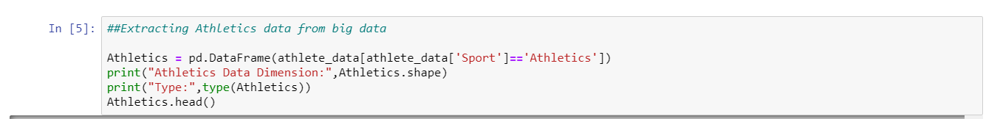 In [5]: ##Extracting Athletics data from big data
Athletics = pd.DataFrame(athlete_data[athlete_data['Sport']=='Athletics'])
print("Athletics Data Dimension:",Athletics.shape)
print("Type:",type(Athletics))
Athletics.head()